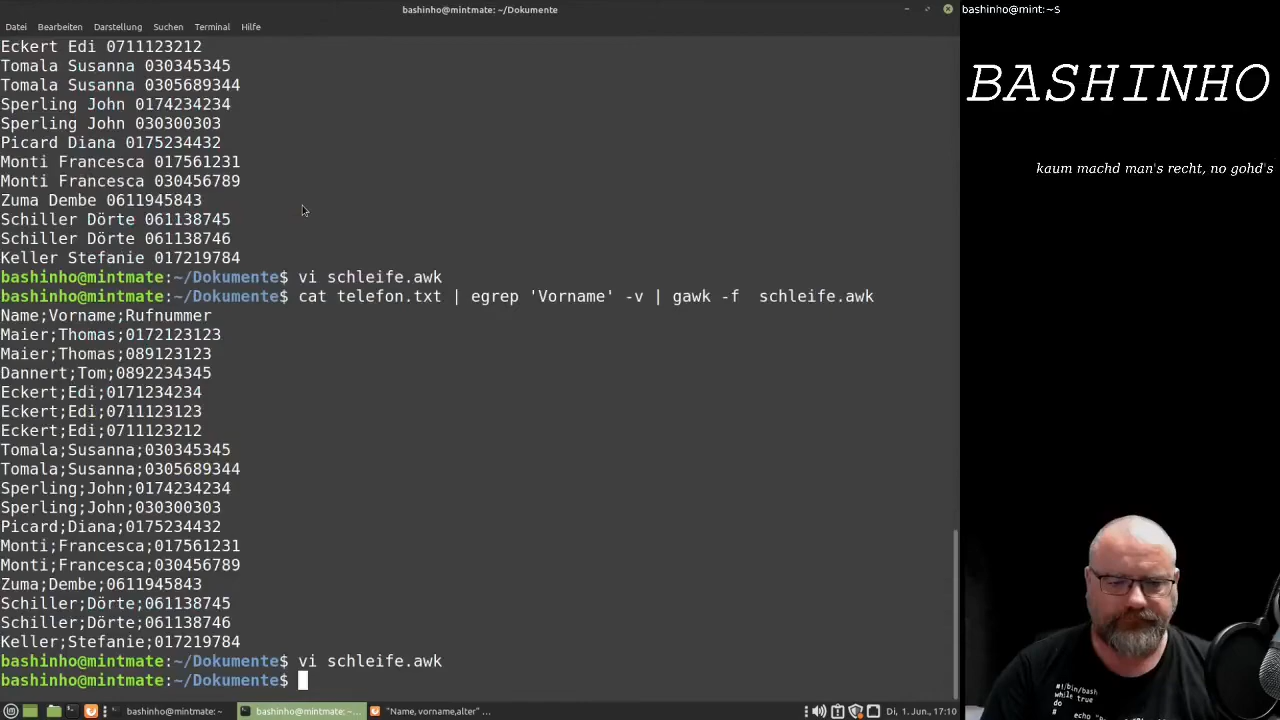 bashinho@mintmate: ~/Dokumente
bashinho@mint:~$
Datei Bearbeiten Darstellung Suchen Terminal Hilfe
BASHINHO
kaum machd man's recht, no gohd's
Eckert Edi 0711123212
Tomala Susanna 030345345
Tomala Susanna 0305689344
Sperling John 0174234234
Sperling John 030300303
Picard Diana 0175234432
Monti Francesca 017561231
Monti Francesca 030456789
Zuma Dembe 0611945843
Schiller Dörte 061138745
Schiller Dörte 061138746
Keller Stefanie 017219784
bashinho@mintmate:~/Dokumente$ vi schleife.awk
bashinho@mintmate:~/Dokumente$ cat telefon.txt | egrep 'Vorname' -v | gawk -f  schleife.awk
Name;Vorname;Rufnummer
Maier;Thomas;0172123123
Maier;Thomas;089123123
Dannert;Tom;0892234345
Eckert;Edi;0171234234
Eckert;Edi;0711123123
Eckert;Edi;0711123212
Tomala;Susanna;030345345
Tomala;Susanna;0305689344
Sperling;John;0174234234
Sperling;John;030300303
Picard;Diana;0175234432
Monti;Francesca;017561231
Monti;Francesca;030456789
Zuma;Dembe;0611945843
Schiller;Dörte;061138745
Schiller;Dörte;061138746
Keller;Stefanie;017219784
bashinho@mintmate:~/Dokumente$ vi schleife.awk
bashinho@mintmate:~/Dokumente$
#!/bin/bash
while true
do
#
echo
bashinho@mintmate: ~
bashinho@mintmate: ~...
"Name, vorname,alter" ...
Di, 1. Jun., 17:10